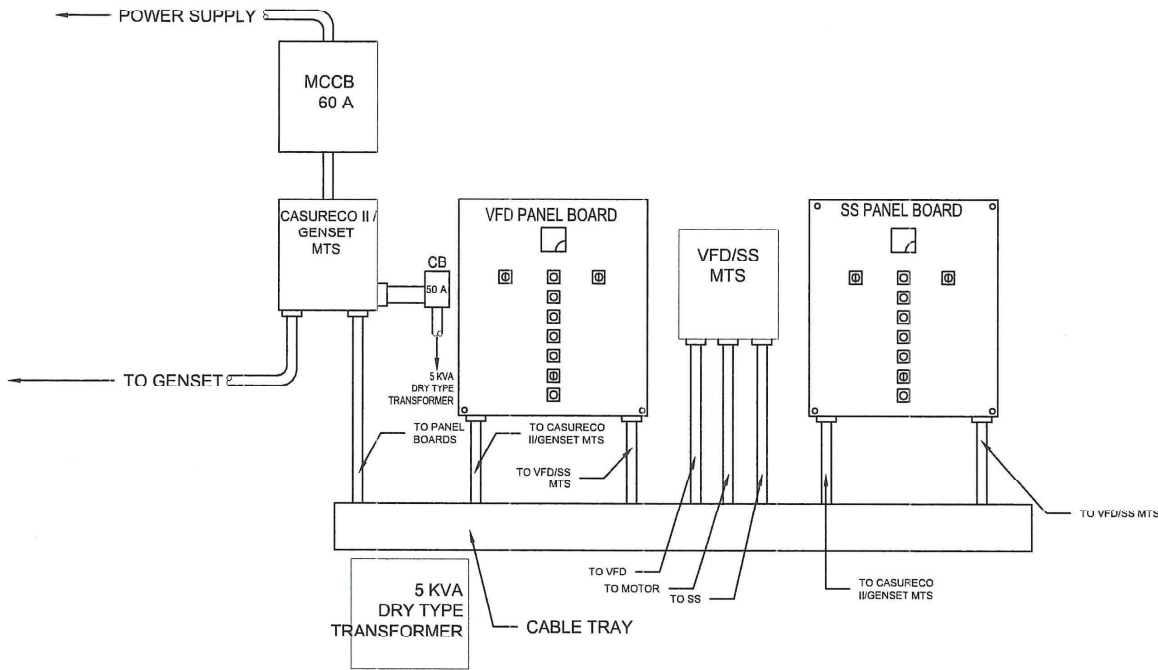 POWER SUPPLY
MCCB
60 A
CASURECO II /
GENSET
MTS
CB
50 A
5 KVA
DRY TYPE
TRANSFORMER
TO GENSET
VFD PANEL BOARD
VFD/SS
MTS
SS PANEL BOARD
TO PANEL
BOARDS
TO CASURECO
II/GENSET MTS
TO VFD/SS
MTS
TO VFD/SS MTS
TO VFD
TO MOTOR
TO SS
TO CASURECO
II/GENSET MTS
5 KVA
DRY TYPE
TRANSFORMER
CABLE TRAY